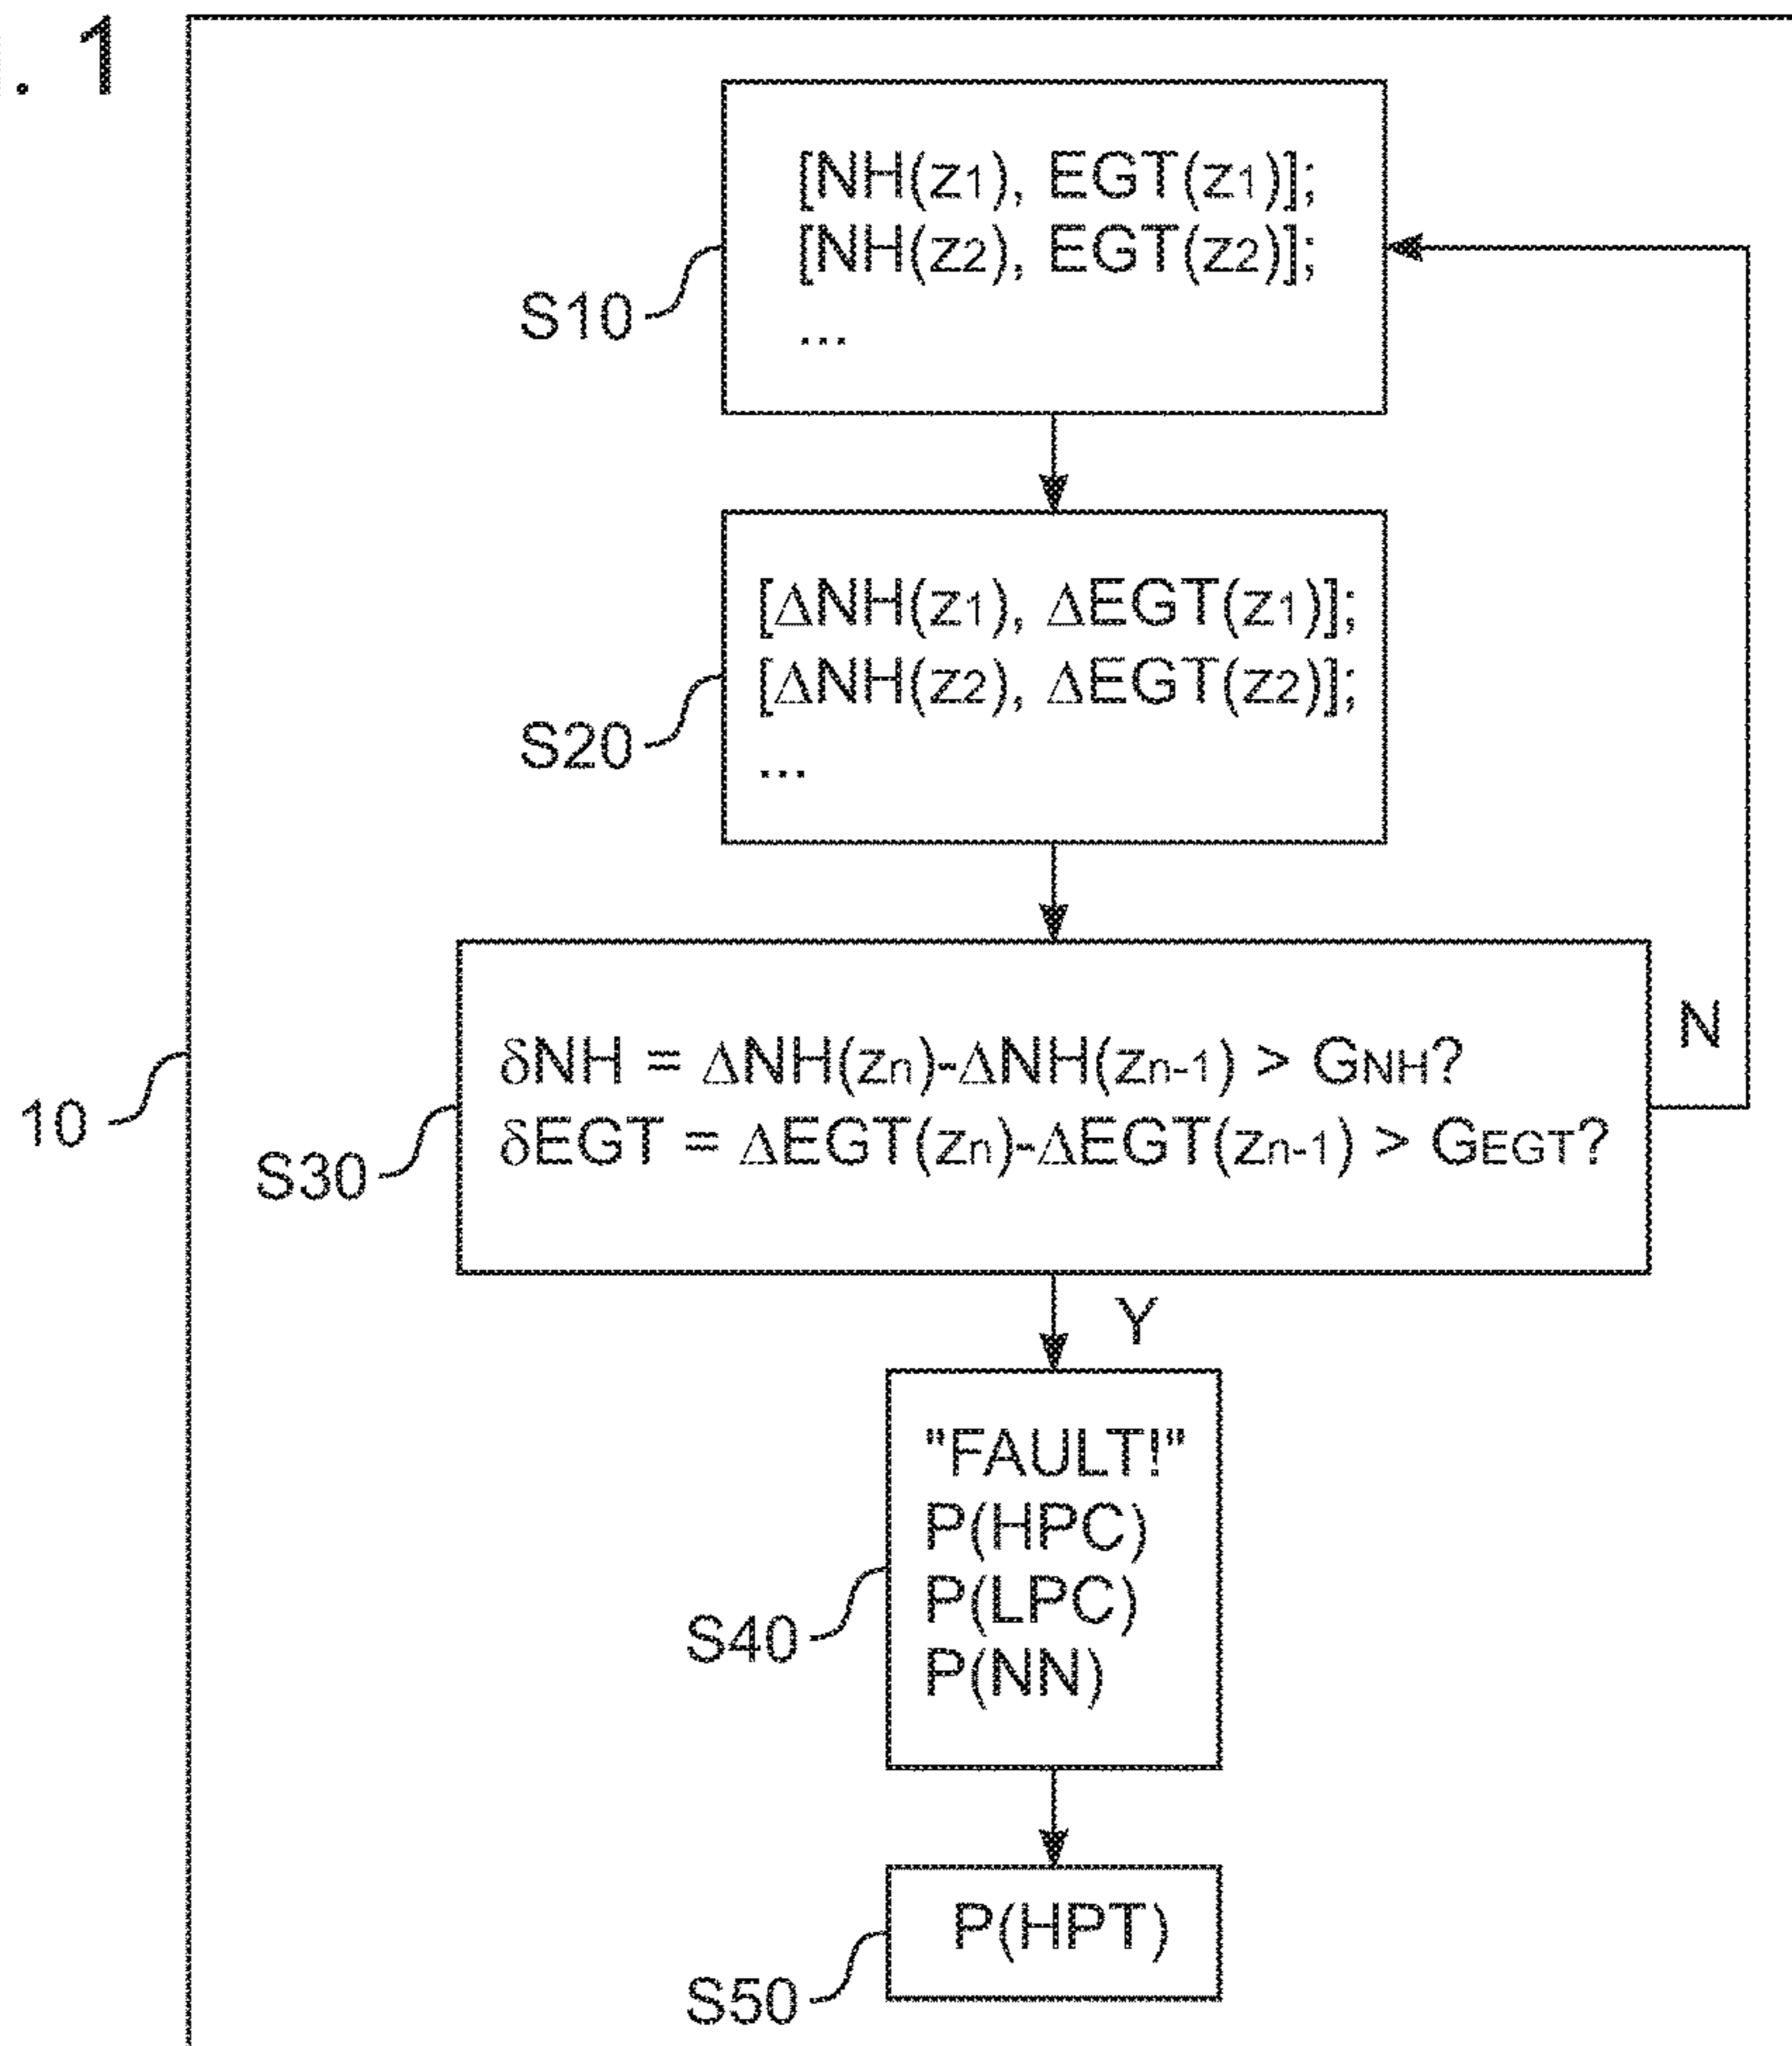 . 1
[NH(z1), EGT(z1)];
[NH(z2), EGT(z2)];
...
S10
[ΔNH(z1), ΔEGT(z1)];
[ΔNH(z2), ΔEGT(z2)];
...
S20
δNH = ΔNH(zn)-ΔNH(zn-1) > GNH?
δEGT = ΔEGT(zn)-ΔEGT(zn-1) > GEGT?
N
10
S30
Y
"FAULT!"
P(HPC)
P(LPC)
P(NN)
S40
P(HPT)
S50